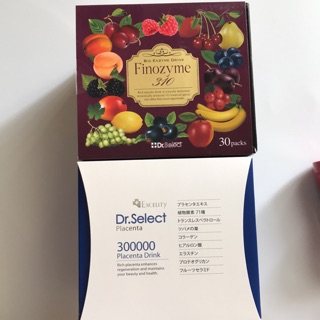 BIO ENZYME DRINK
Finozyme
310
Dr.Select
30packs
EXCELITY
Dr.Select
Placenta
300000
Placenta Drink
Rich placenta enhances
regeneration and maintains
your beauty and health.
プラセンタエキス
植物酵素 71種
トランスレスベラトロール
ツバメの巣
コラーゲン
ヒアルロン酸
エラスチン
プロテオグリカン
フルーツセラミド